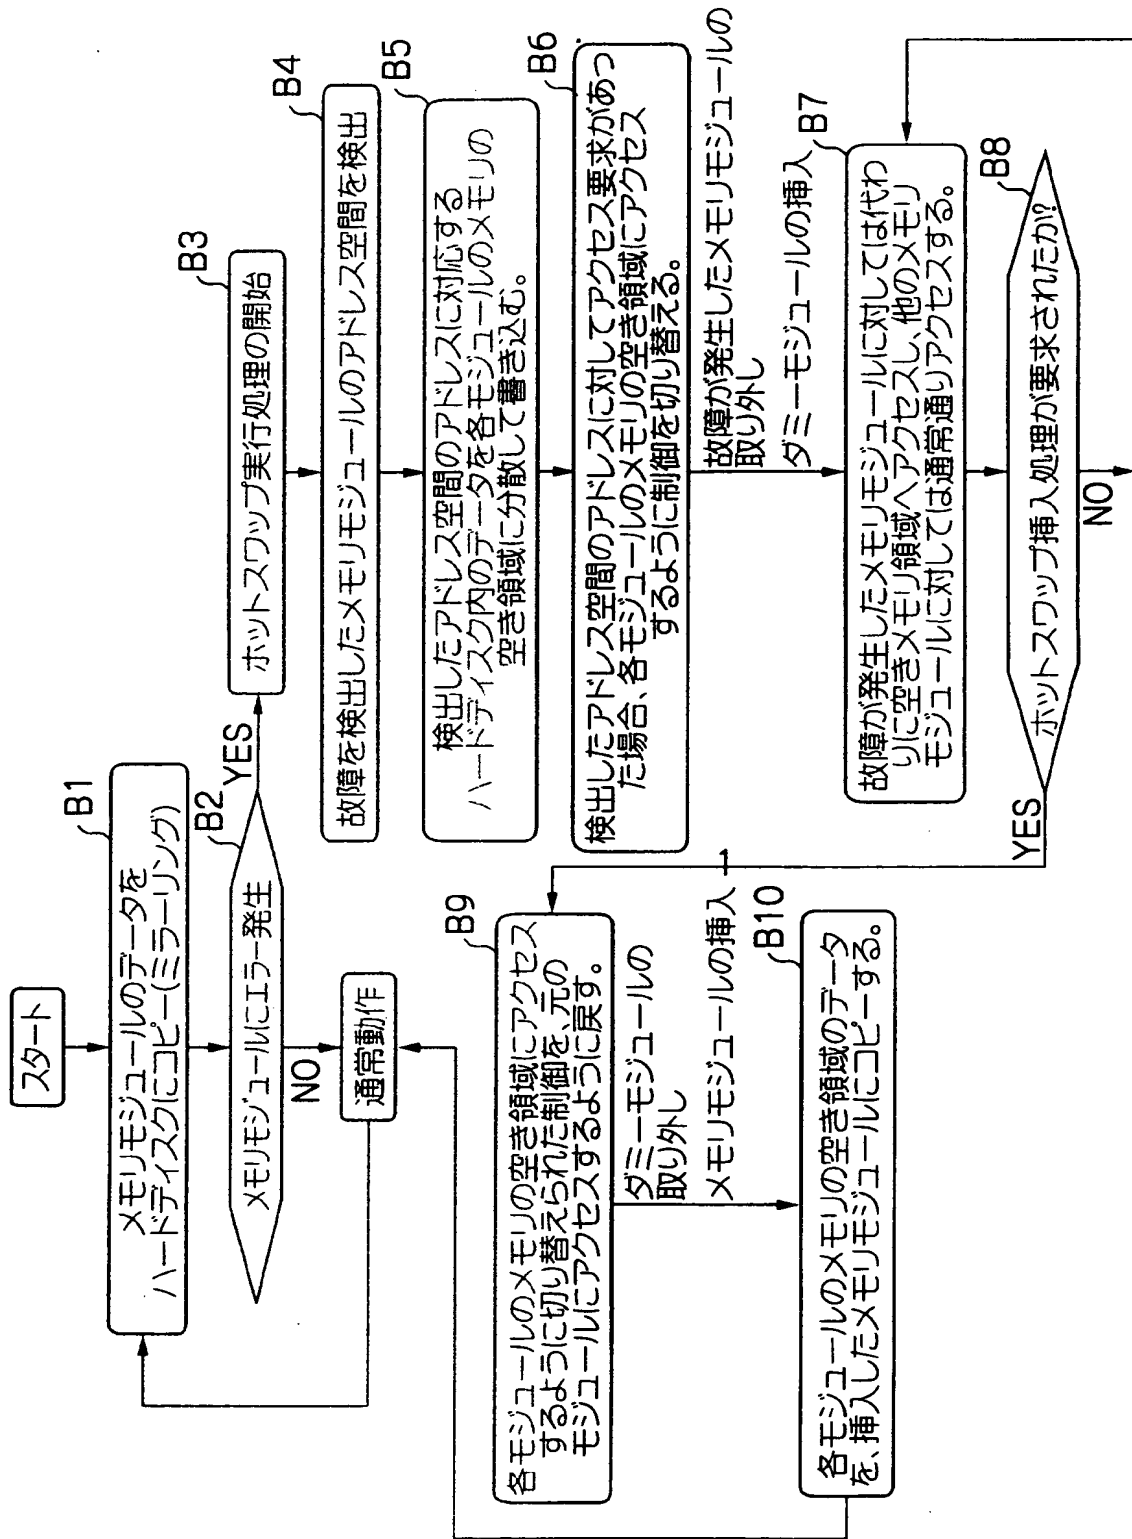 スタート
B1
メモリモジュールのデータを
ハードディスクにコピー(ミラーリング)
B2
メモリモジュールにエラー発生
YES
NO
通常動作
B3
ホットスワップ実行処理の開始
B4
故障を検出したメモリモジュールのアドレス空間を検出
B5
検出したアドレス空間のアドレスに対応する
ハードディスク内のデータを各モジュールのメモリの
空き領域に分散して書き込む。
B6
検出したアドレス空間のアドレスに対してアクセス要求があっ
た場合、各モジュールのメモリの空き領域にアクセス
するように制御を切り替える。
故障が発生したメモリモジュールの
取り外し
ダミーモジュールの挿入
B7
故障が発生したメモリモジュールに対しては代わ
りに空きメモリ領域へアクセスし、他のメモリ
モジュールに対しては通常通りアクセスする。
B8
ホットスワップ挿入処理が要求されたか?
YES
NO
B9
各モジュールのメモリの空き領域にアクセス
するように切り替えられた制御を、元の
モジュールにアクセスするように戻す。
ダミーモジュールの
取り外し
メモリモジュールの挿入
B10
各モジュールのメモリの空き領域のデータ
を、挿入したメモリモジュールにコピーする。